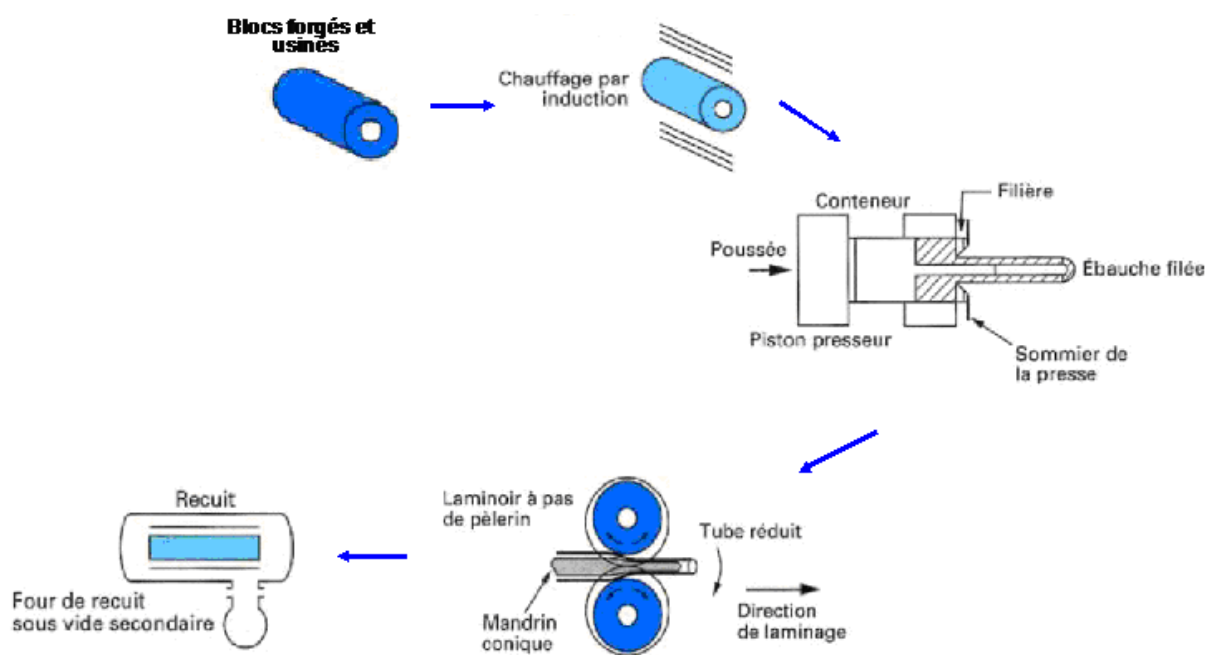 Blocs forgés et
usinés
Chauffage par
induction
Conteneur
Filière
Poussée
Ébauche filée
Piston presseur
Sommier de
la presse
Recuit
Four de recuit
sous vide secondaire
Laminoir à pas
de pèlerin
Tube réduit
Mandrin
conique
Direction
de laminage